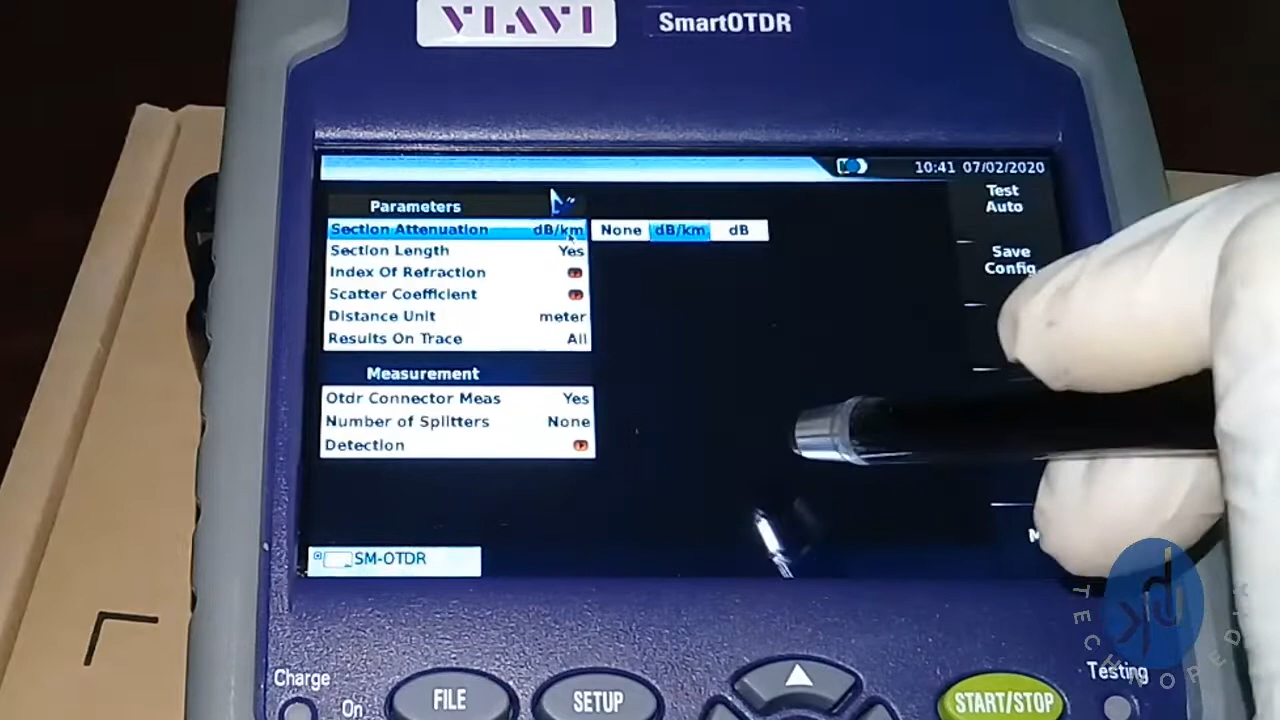 VIAVI
SmartOTDR
10:41 07/02/2020
Parameters
Section Attenuation dB/km None dB/km dB
Section Length Yes
Index Of Refraction
Scatter Coefficient
Distance Unit meter
Results On Trace All
Measurement
Otdr Connector Meas Yes
Number of Splitters None
Detection
Test
Auto
Save
Config
SM-OTDR
Charge
On
FILE
SETUP
START/STOP
Testing